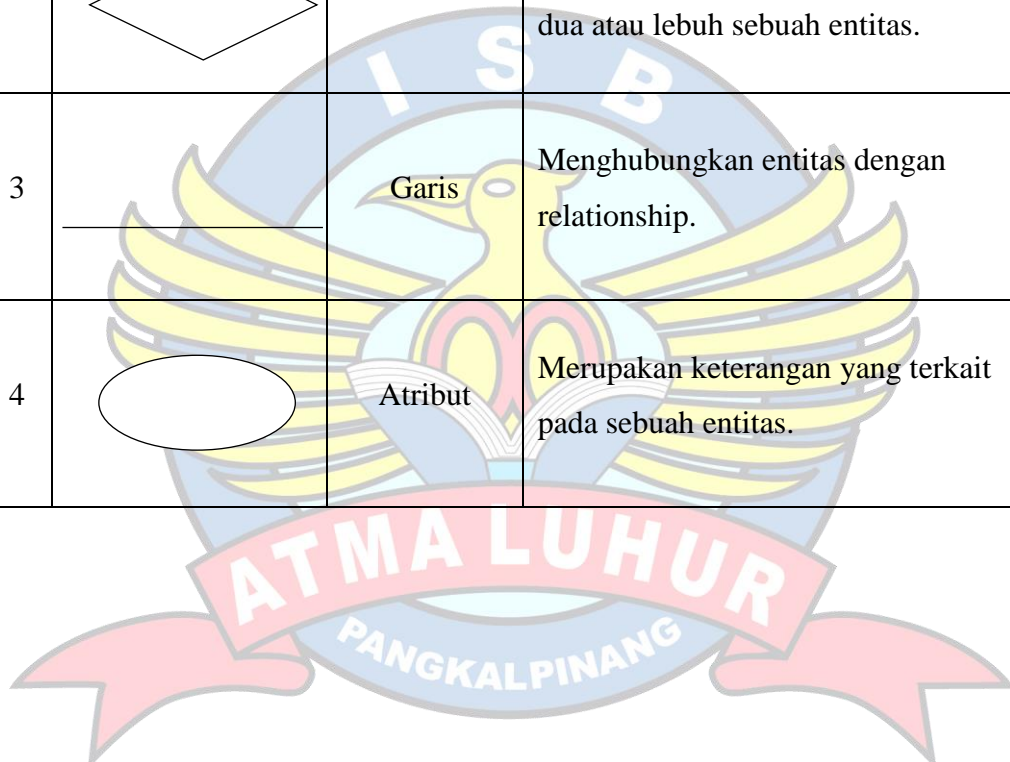 dua atau lebuh sebuah entitas.
3
Garis
Menghubungkan entitas dengan
relationship.
4
Atribut
Merupakan keterangan yang terkait
pada sebuah entitas.
I S B
ATMA LUHUR
PANGKALPINANG